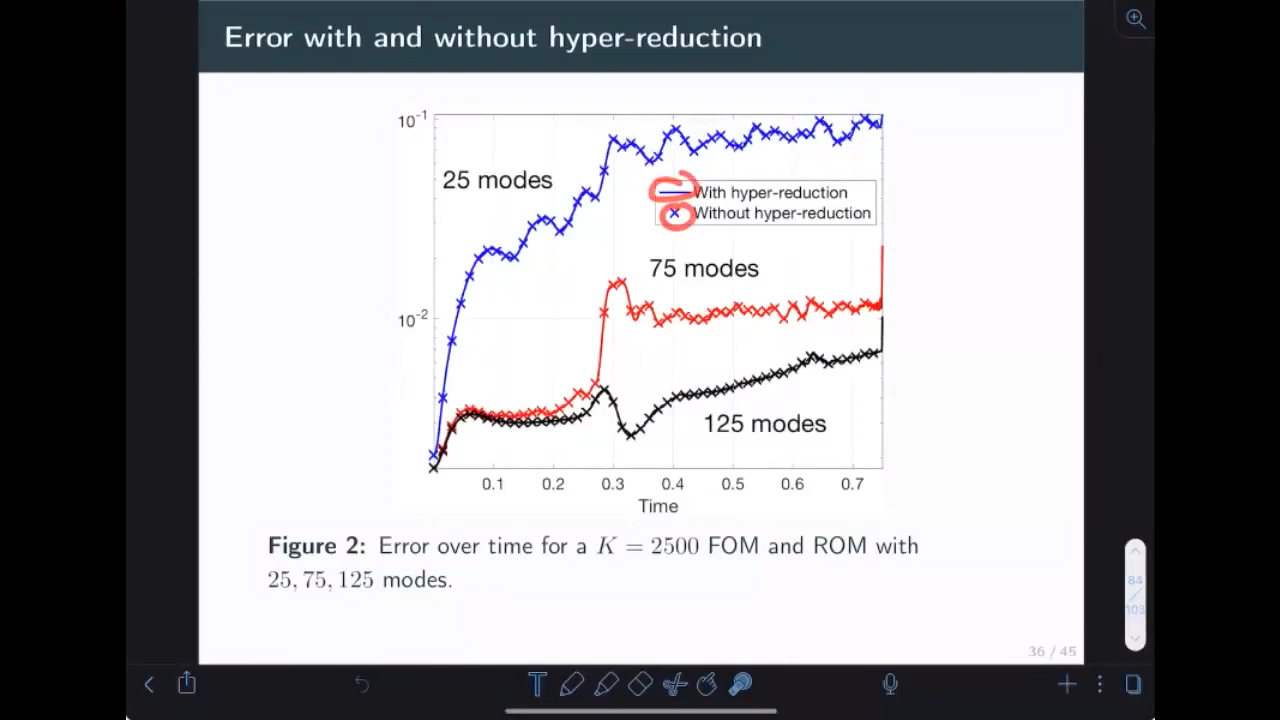 Error with and without hyper-reduction
10⁻¹
25 modes
With hyper-reduction
Without hyper-reduction
75 modes
10⁻²
125 modes
0.1 0.2 0.3 0.4 0.5 0.6 0.7
Time
Figure 2: Error over time for a K = 2500 FOM and ROM with
25, 75, 125 modes.
84
/
103
36 / 45
T